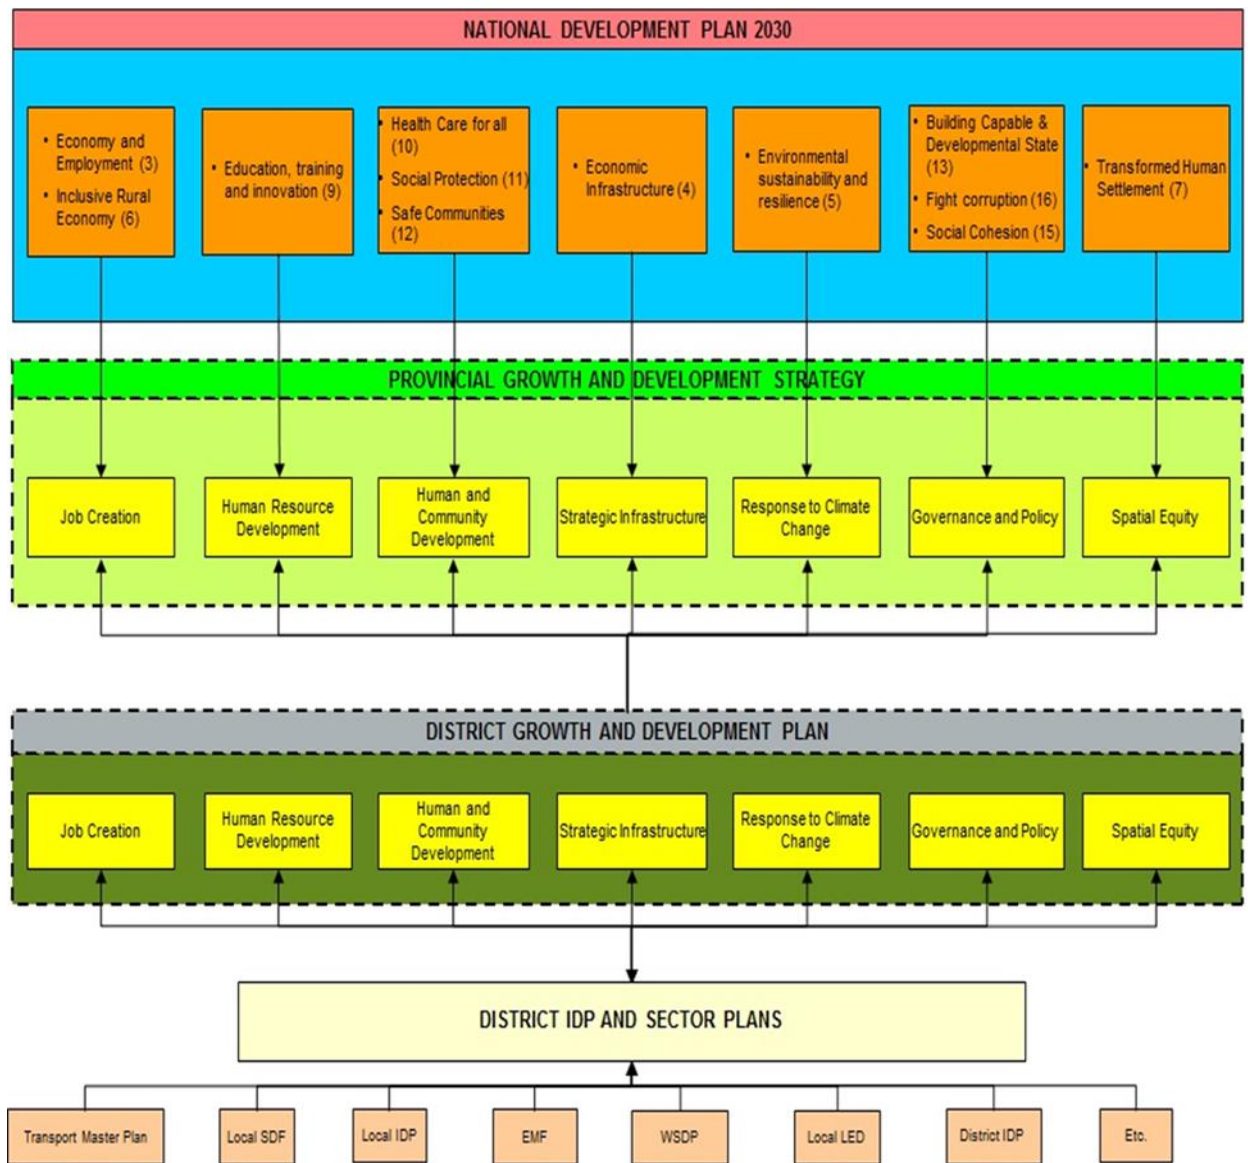 NATIONAL DEVELOPMENT PLAN 2030
• Economy and
Employment (3)
• Inclusive Rural
Economy (6)
• Education, training
and innovation (9)
• Health Care for all
(10)
• Social Protection (11)
• Safe Communities
(12)
• Economic
Infrastructure (4)
• Environmental
sustainability and
resilience (5)
• Building Capable &
Developmental State
(13)
• Fight corruption (16)
• Social Cohesion (15)
• Transformed Human
Settlement (7)
PROVINCIAL GROWTH AND DEVELOPMENT STRATEGY
Job Creation
Human Resource
Development
Human and
Community
Development
Strategic Infrastructure
Response to Climate
Change
Governance and Policy
Spatial Equity
DISTRICT GROWTH AND DEVELOPMENT PLAN
Job Creation
Human Resource
Development
Human and
Community
Development
Strategic Infrastructure
Response to Climate
Change
Governance and Policy
Spatial Equity
DISTRICT IDP AND SECTOR PLANS
Transport Master Plan
Local SDF
Local IDP
EMF
WSDP
Local LED
District IDP
Etc.